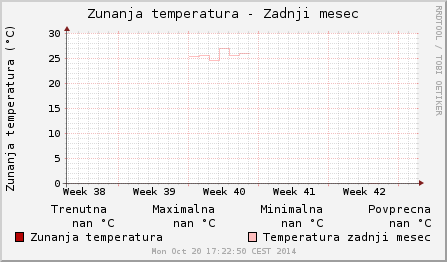 Zunanja temperatura - Zadnji mesec
RRDTOOL / TOBI OETIKER
Zunanja temperatura (°C)
30
25
20
15
10
5
0
Week 38 Week 39 Week 40 Week 41 Week 42
Trenutna Maximalna Minimalna Povprecna
nan °C nan °C nan °C nan °C
Zunanja temperatura Temperatura zadnji mesec
Mon Oct 20 17:22:50 CEST 2014